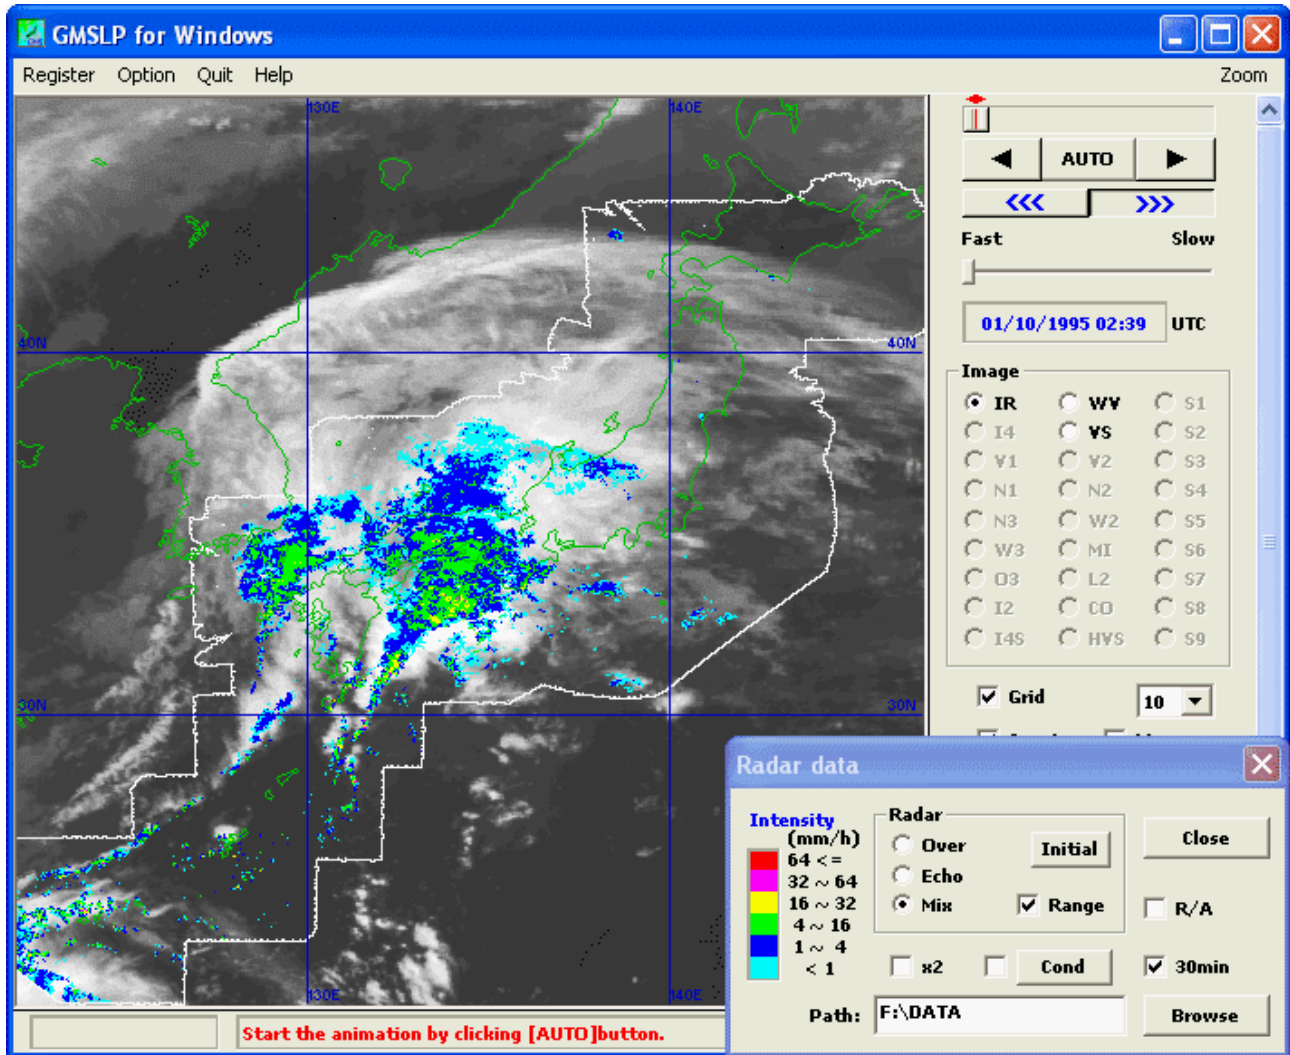 GMSLP for Windows
Register Option Quit Help Zoom
130E 140E
AUTO
<<< >>>
Fast Slow
01/10/1995 02:39 UTC
40N 40N
Image
IR WV S1
I4 VS S2
V1 V2 S3
N1 N2 S4
N3 W2 S5
W3 MI S6
O3 L2 S7
I2 CO S8
I4S HVS S9
Grid 10
30N 30N
Radar data
Intensity
(mm/h)
64 <=
32 ~ 64
16 ~ 32
4 ~ 16
1 ~ 4
< 1
Radar
Over
Echo
Mix
Initial
Range
Close
R/A
x2 Cond 30min
Path: F:\DATA Browse
130E 140E
Start the animation by clicking [AUTO]button.